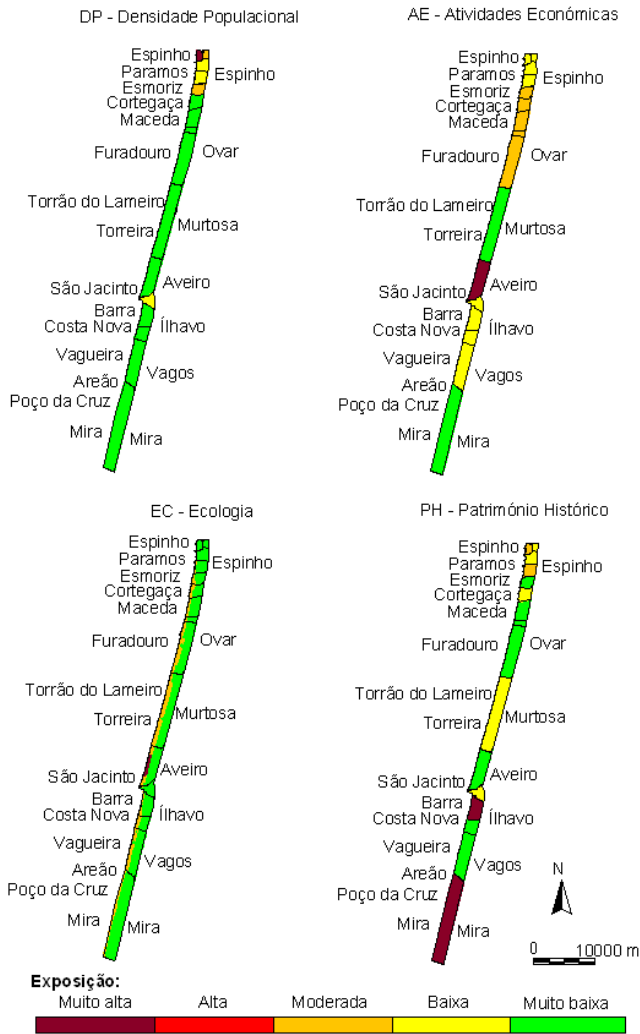 DP - Densidade Populacional
Espinho
Paramos
Espinho
Esmoriz
Cortegaça
Maceda
Furadouro
Ovar
Torrão do Lameiro
Murtosa
Torreira
São Jacinto
Aveiro
Barra
Costa Nova
Ílhavo
Vagueira
Vagos
Areão
Poço da Cruz
Mira
Mira
AE - Atividades Económicas
Espinho
Paramos
Espinho
Esmoriz
Cortegaça
Maceda
Furadouro
Ovar
Torrão do Lameiro
Murtosa
Torreira
São Jacinto
Aveiro
Barra
Costa Nova
Ílhavo
Vagueira
Vagos
Areão
Poço da Cruz
Mira
Mira
EC - Ecologia
Espinho
Paramos
Espinho
Esmoriz
Cortegaça
Maceda
Furadouro
Ovar
Torrão do Lameiro
Murtosa
Torreira
São Jacinto
Aveiro
Barra
Costa Nova
Ílhavo
Vagueira
Vagos
Areão
Poço da Cruz
Mira
Mira
PH - Património Histórico
Espinho
Paramos
Espinho
Esmoriz
Cortegaça
Maceda
Furadouro
Ovar
Torrão do Lameiro
Murtosa
Torreira
São Jacinto
Aveiro
Barra
Costa Nova
Ílhavo
Vagueira
Vagos
Areão
Poço da Cruz
Mira
Mira
N
0 10000 m
Exposição:
Muito alta Alta Moderada Baixa Muito baixa